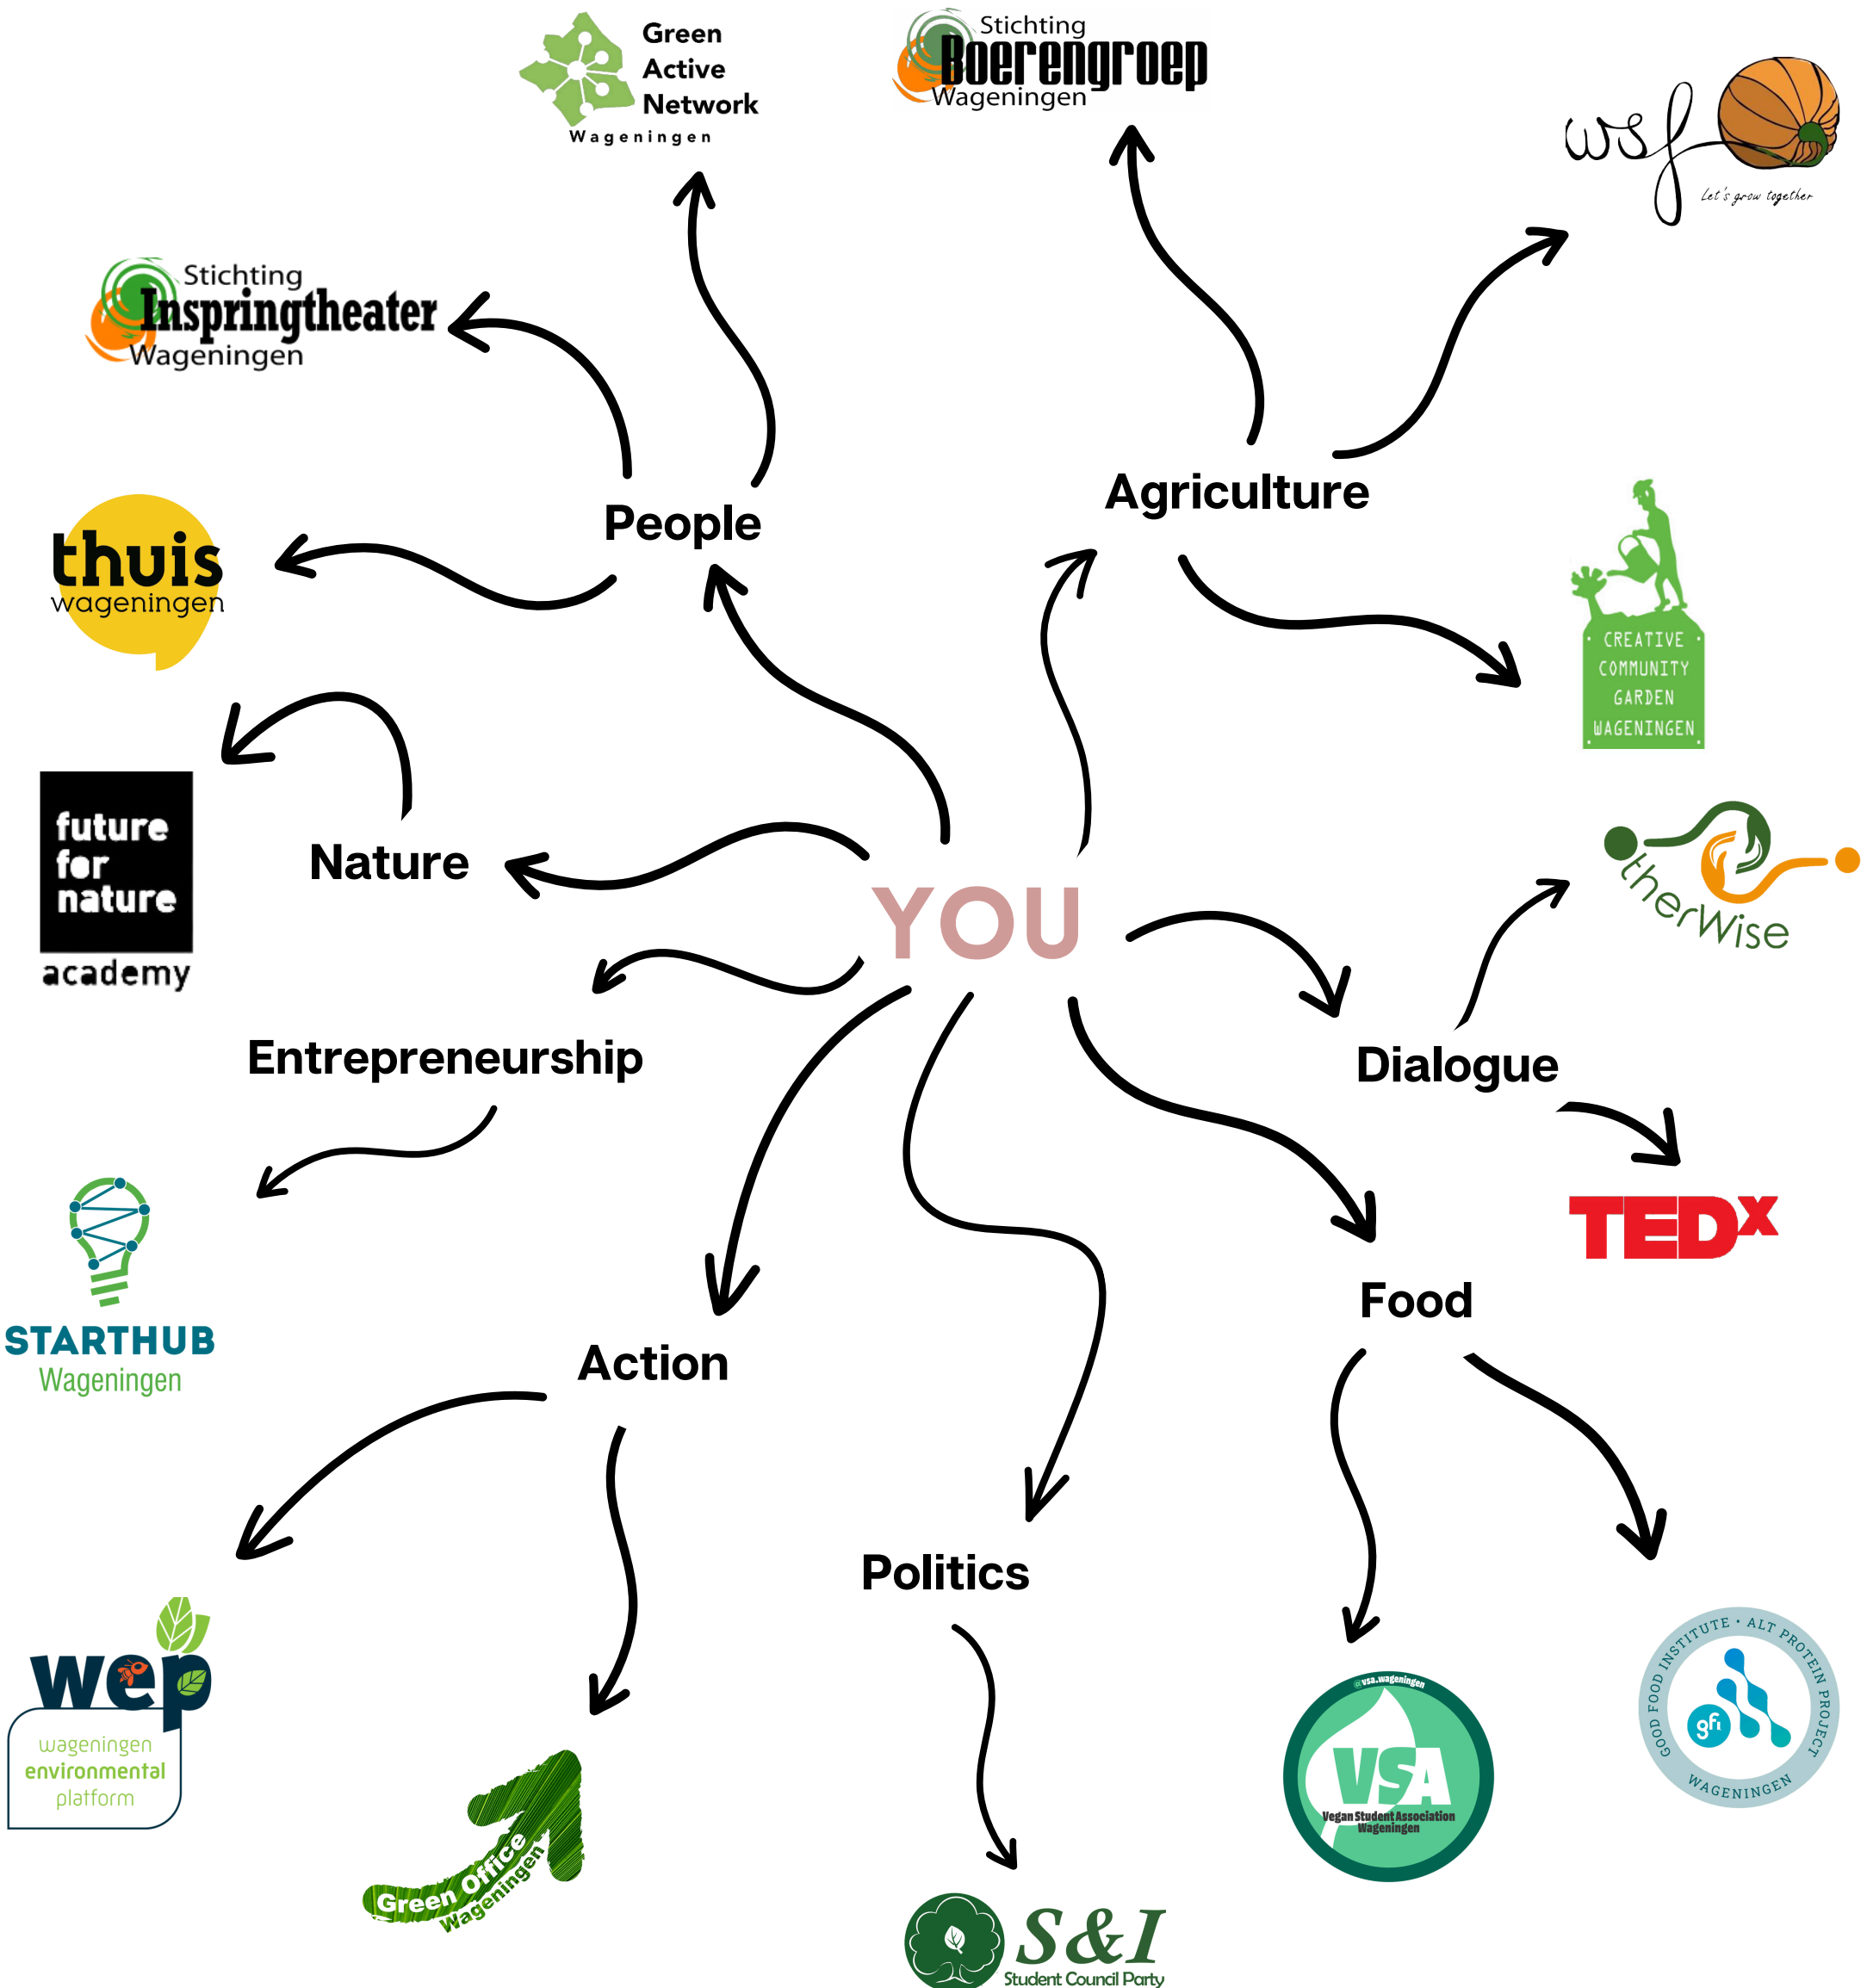 Green
Active
Network
Wageningen
Stichting
Boerengroep
Wageningen
wsf
Let's grow together
Stichting
Inspringtheater
Wageningen
People
Agriculture
thuis
wageningen
CREATIVE
COMMUNITY
GARDEN
WAGENINGEN
future
for
nature
academy
Nature
YOU
therWise
Entrepreneurship
Dialogue
TEDx
STARTHUB
Wageningen
Food
Action
Politics
wep
wageningen
environmental
platform
Green Office
Wageningen
S&I
Student Council Party
@vsa.wageningen
VSA
Vegan Student Association
Wageningen
GOOD FOOD INSTITUTE • ALT PROTEIN PROJECT
gfi
WAGENINGEN